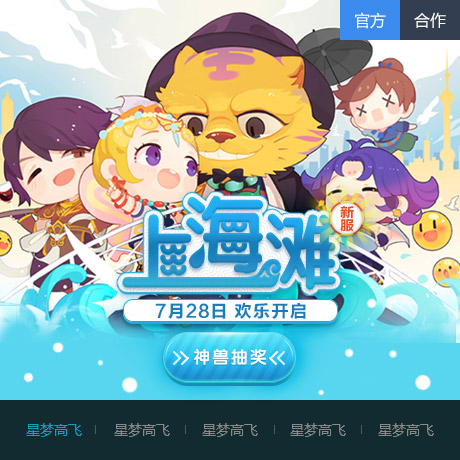 官方 合作
上海滩
新服
7月28日 欢乐开启
神兽抽奖
星梦高飞 星梦高飞 星梦高飞 星梦高飞 星梦高飞